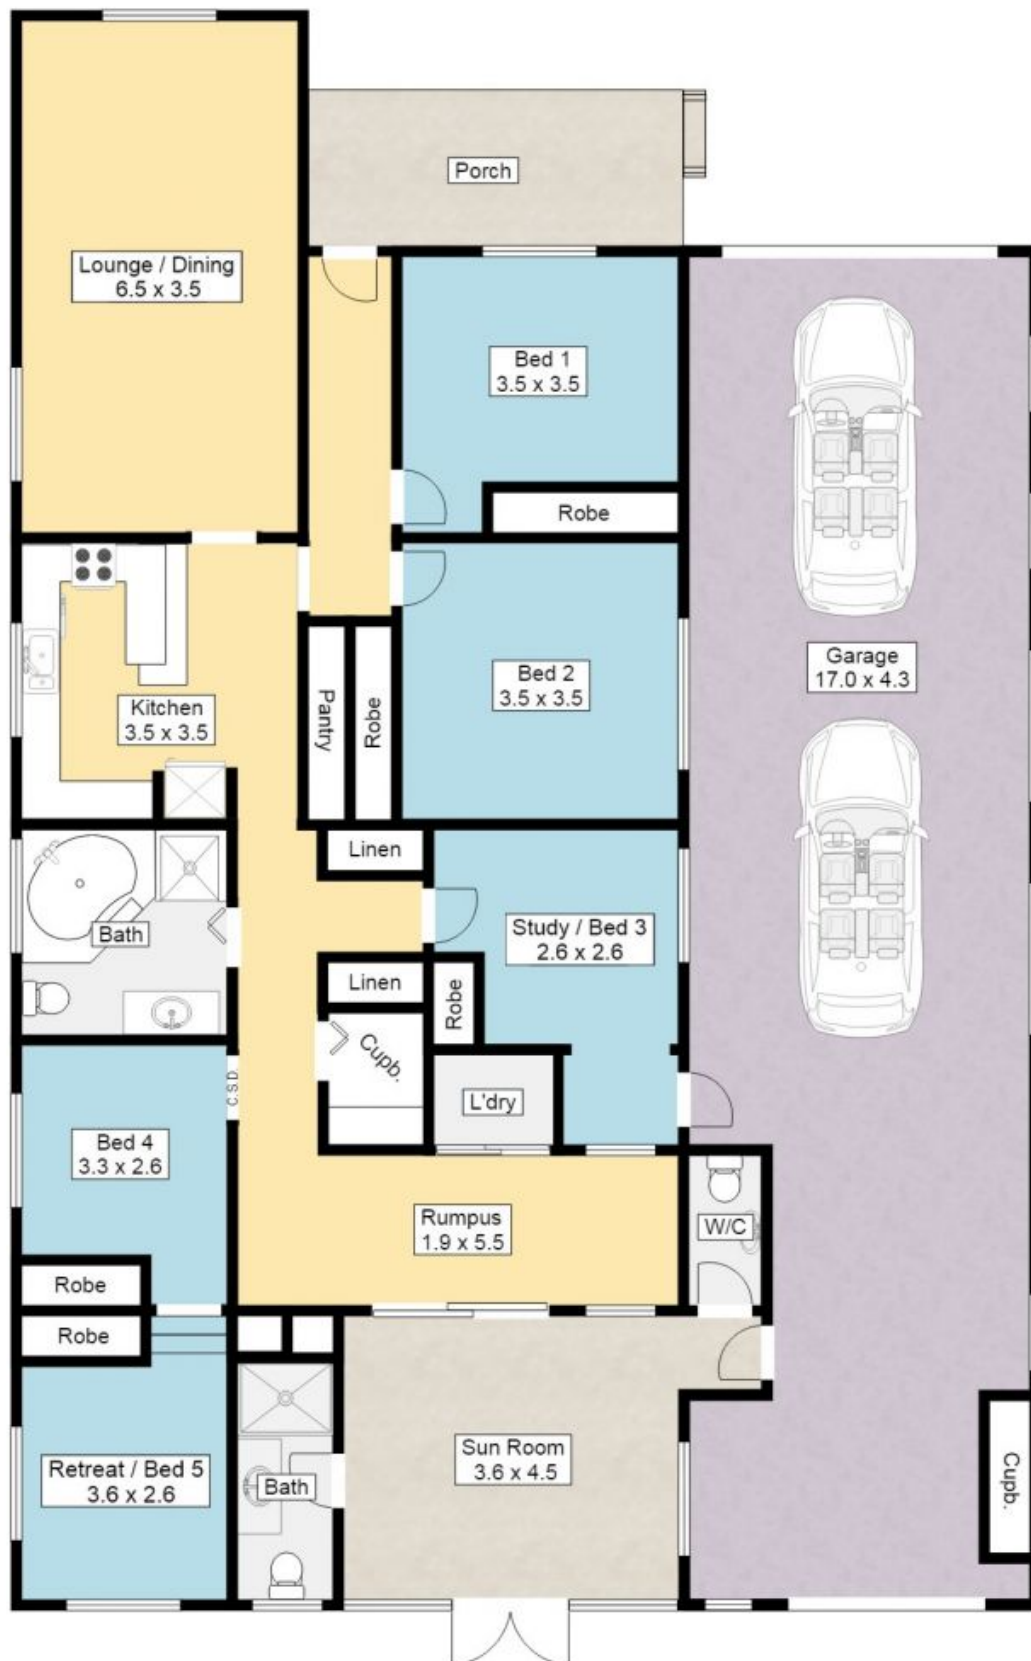 Porch
Lounge / Dining
6.5 x 3.5
Bed 1
3.5 x 3.5
Robe
Garage
17.0 x 4.3
Bed 2
3.5 x 3.5
Kitchen
3.5 x 3.5
Pantry
Robe
Linen
Bath
Study / Bed 3
2.6 x 2.6
Linen
Robe
Cupb.
C.S.D.
L'dry
Bed 4
3.3 x 2.6
Rumpus
1.9 x 5.5
W/C
Robe
Robe
Retreat / Bed 5
3.6 x 2.6
Bath
Sun Room
3.6 x 4.5
Cupb.